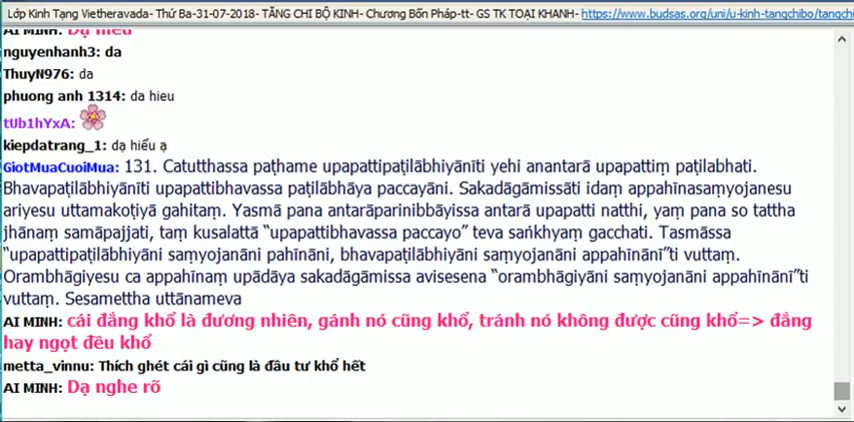 Lớp Kinh Tạng Vietheravada- Thứ Ba-31-07-2018- TĂNG CHI BỘ KINH- Chương Bốn Pháp-tt- GS TK TOẠI KHANH- https://www.budsas.org/uni/u-kinh-tangchibo/tangchi
AI MINH: Dạ hiểu
nguyenhanh3: da
ThuyN976: da
phuong anh 1314: da hieu
tUb1hYxA:
kiepdatrang_1: dạ hiểu ạ
GiotMuaCuoiMua: 131. Catutthassa paṭhame upapattipaṭilābhiyānīti yehi anantarā upapattiṃ paṭilabhati.
Bhavapaṭilābhiyānīti upapattibhavassa paṭilābhāya paccayāni. Sakadāgāmissāti idaṃ appahīnasaṃyojanesu
ariyesu uttamakoṭiyā gahitaṃ. Yasmā pana antarāparinibbāyissa antarā upapatti natthi, yaṃ pana so tattha
jhānaṃ samāpajjati, taṃ kusalattā “upapattibhavassa paccayo” teva saṅkhyaṃ gacchati. Tasmāssa
“upapattipaṭilābhiyāni saṃyojanāni pahīnāni, bhavapaṭilābhiyāni saṃyojanāni appahīnānī”ti vuttaṃ.
Orambhāgiyesu ca appahīnaṃ upādāya sakadāgāmissa avisesena “orambhāgiyāni saṃyojanāni appahīnānī”ti
vuttaṃ. Sesamettha uttānameva
AI MINH: cái đắng khổ là đương nhiên, gánh nó cũng khổ, tránh nó không được cũng khổ=> đắng
hay ngọt đều khổ
metta_vinnu: Thích ghét cái gì cũng là đầu tư khổ hết
AI MINH: Dạ nghe rõ